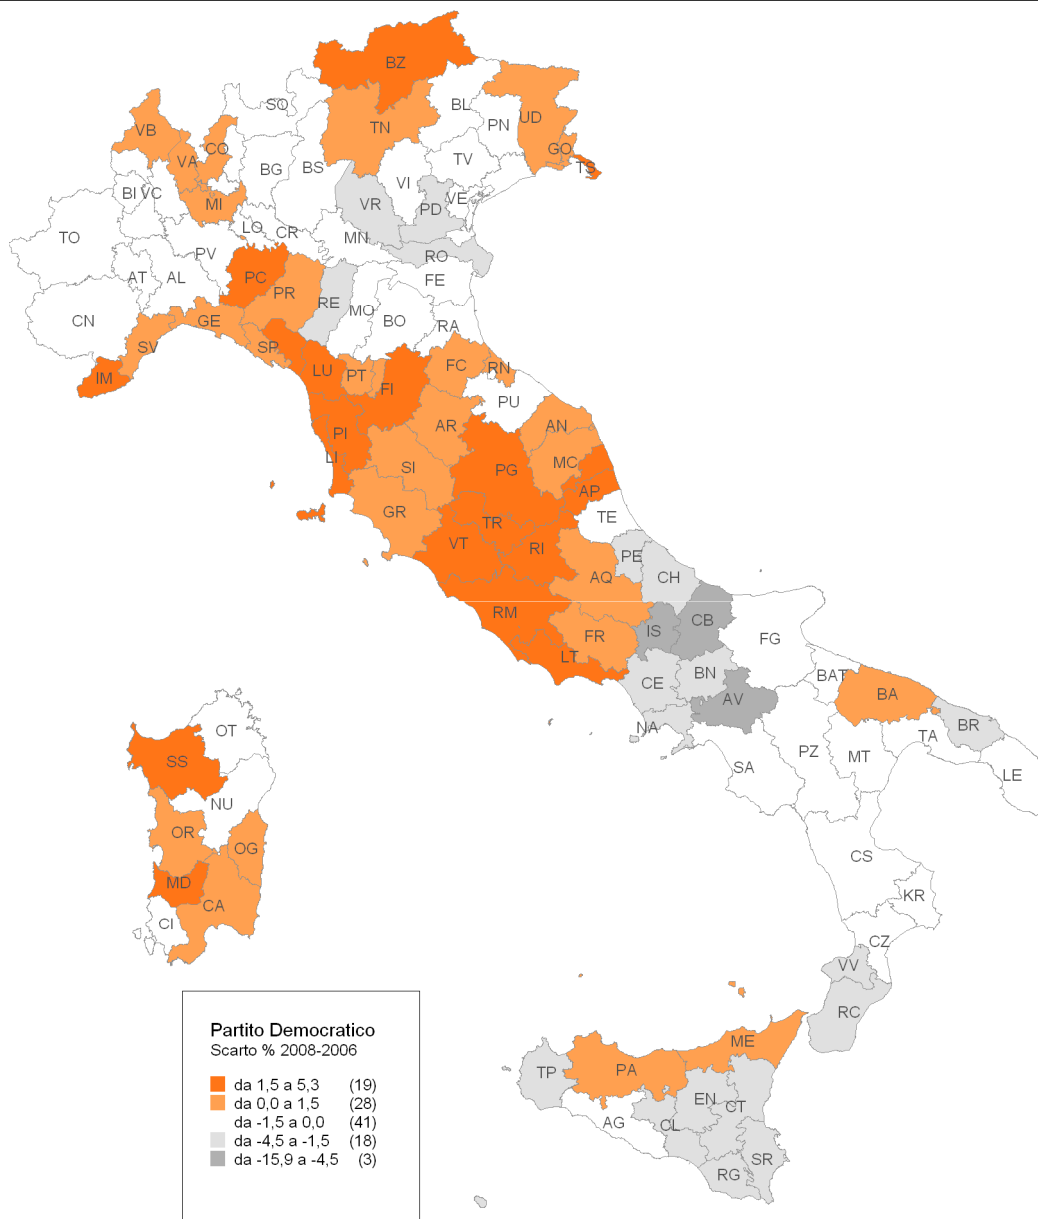 BZ
SO
BL
UD
PN
VB
TN
CO
GO
VA
TV
TS
BG
BS
VI
BI
VC
VE
MI
VR
PD
LO
CR
TO
MN
PV
RO
AT
AL
PC
FE
PR
RE
MO
CN
GE
BO
RA
SV
SP
FC
RN
IM
LU
PT
FI
PU
AR
AN
PI
LI
SI
MC
PG
AP
GR
TE
TR
VT
RI
PE
AQ
CH
RM
CB
IS
FR
FG
LT
BN
BAT
CE
BA
AV
OT
NA
BR
TA
SS
PZ
MT
SA
LE
NU
OR
OG
CS
MD
KR
CA
CI
CZ
VV
RC
Partito Democratico
Scarto % 2008-2006
da 1,5 a 5,3 (19)
da 0,0 a 1,5 (28)
da -1,5 a 0,0 (41)
da -4,5 a -1,5 (18)
da -15,9 a -4,5 (3)
ME
TP
PA
EN
CT
AG
CL
SR
RG